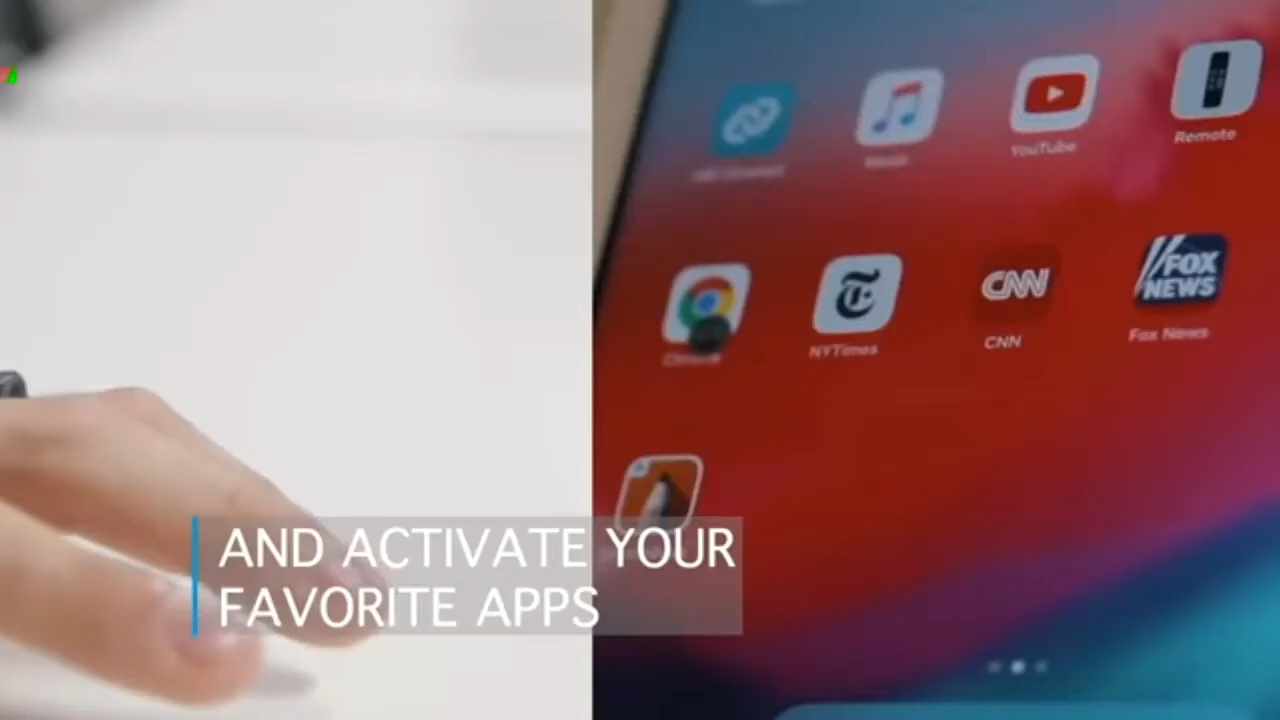 YouTube
Remote
FOX
NEWS
CNN
NYTimes
CNN
Fox News
AND ACTIVATE YOUR
FAVORITE APPS